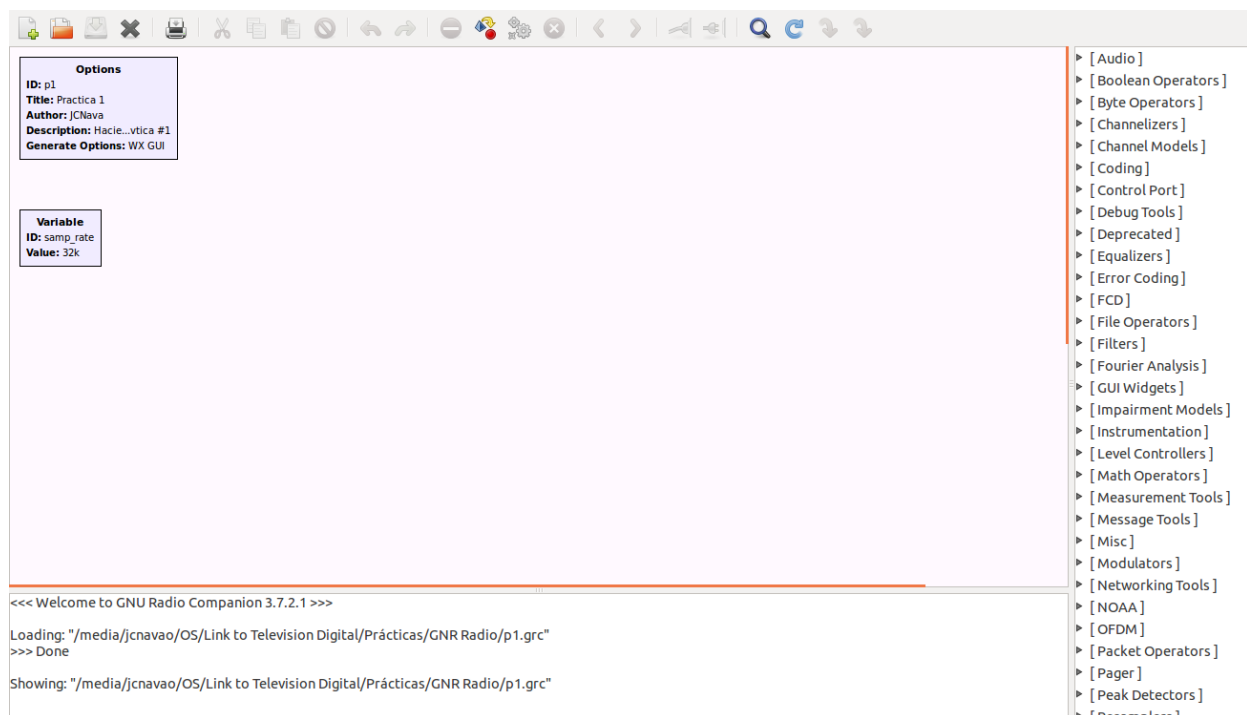 Options
ID: p1
Title: Practica 1
Author: JCNava
Description: Hacie...vtica #1
Generate Options: WX GUI
Variable
ID: samp_rate
Value: 32k
[ Audio ]
[ Boolean Operators ]
[ Byte Operators ]
[ Channelizers ]
[ Channel Models ]
[ Coding ]
[ Control Port ]
[ Debug Tools ]
[ Deprecated ]
[ Equalizers ]
[ Error Coding ]
[ FCD ]
[ File Operators ]
[ Filters ]
[ Fourier Analysis ]
[ GUI Widgets ]
[ Impairment Models ]
[ Instrumentation ]
[ Level Controllers ]
[ Math Operators ]
[ Measurement Tools ]
[ Message Tools ]
[ Misc ]
[ Modulators ]
[ Networking Tools ]
[ NOAA ]
[ OFDM ]
[ Packet Operators ]
[ Pager ]
[ Peak Detectors ]
<<< Welcome to GNU Radio Companion 3.7.2.1 >>>
Loading: "/media/jcnavao/OS/Link to Television Digital/Prácticas/GNR Radio/p1.grc"
>>> Done
Showing: "/media/jcnavao/OS/Link to Television Digital/Prácticas/GNR Radio/p1.grc"